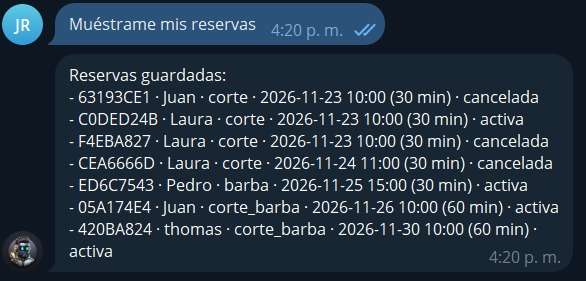 JR
Muéstrame mis reservas
4:20 p. m.
Reservas guardadas:
- 63193CE1 · Juan · corte · 2026-11-23 10:00 (30 min) · cancelada
- C0DED24B · Laura · corte · 2026-11-23 10:00 (30 min) · activa
- F4EBA827 · Laura · corte · 2026-11-23 10:00 (30 min) · cancelada
- CEA6666D · Laura · corte · 2026-11-24 11:00 (30 min) · cancelada
- ED6C7543 · Pedro · barba · 2026-11-25 15:00 (30 min) · activa
- 05A174E4 · Juan · corte_barba · 2026-11-26 10:00 (60 min) · activa
- 420BA824 · thomas · corte_barba · 2026-11-30 10:00 (60 min) ·
activa
4:20 p. m.